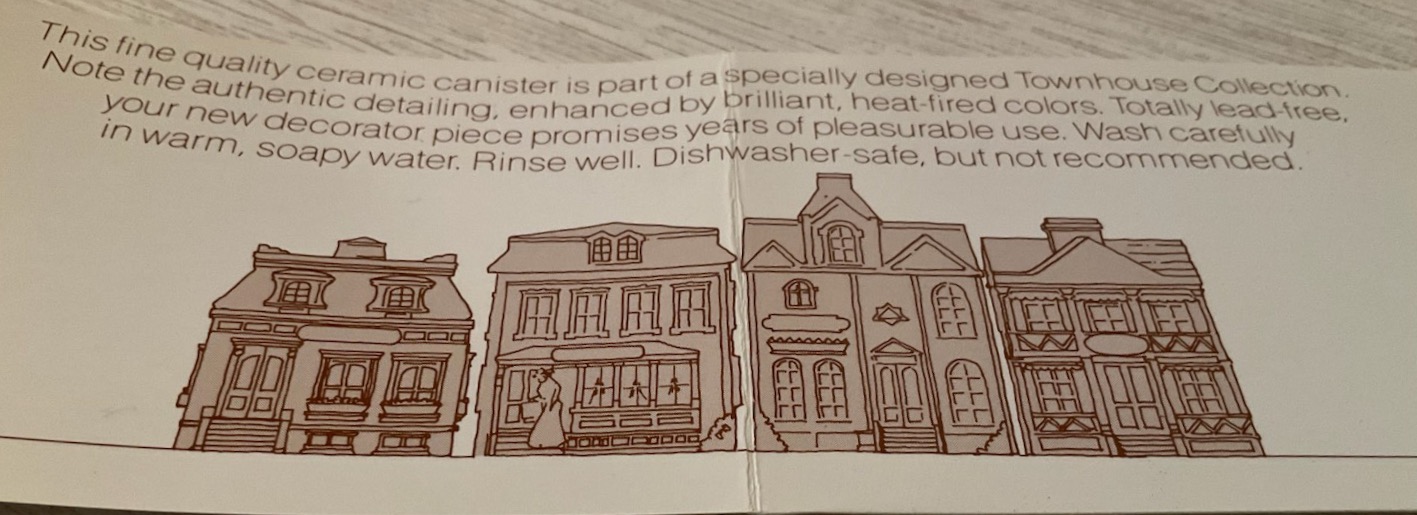 This fine quality ceramic canister is part of a specially designed Townhouse Collection.
Note the authentic detailing, enhanced by brilliant, heat-fired colors. Totally lead-free,
your new decorator piece promises years of pleasurable use. Wash carefully
in warm, soapy water. Rinse well. Dishwasher-safe, but not recommended.